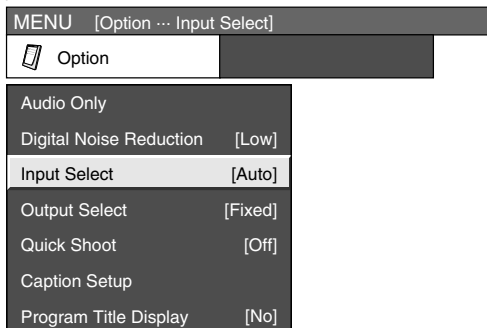 MENU [Option ··· Input Select]
Option
Audio Only
Digital Noise Reduction [Low]
Input Select [Auto]
Output Select [Fixed]
Quick Shoot [Off]
Caption Setup
Program Title Display [No]